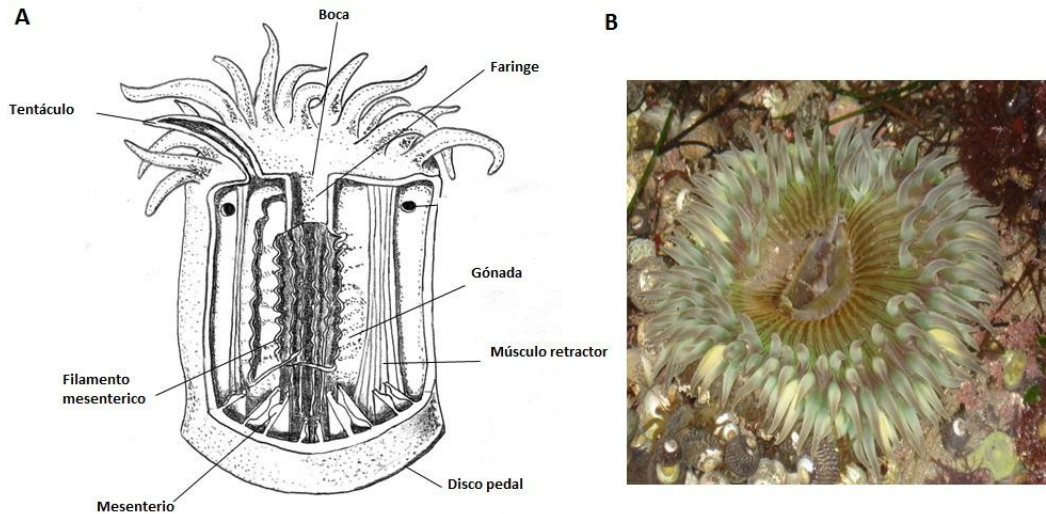 A
B
Boca
Faringe
Tentáculo
Gónada
Músculo retractor
Filamento
mesenterico
Disco pedal
Mesenterio